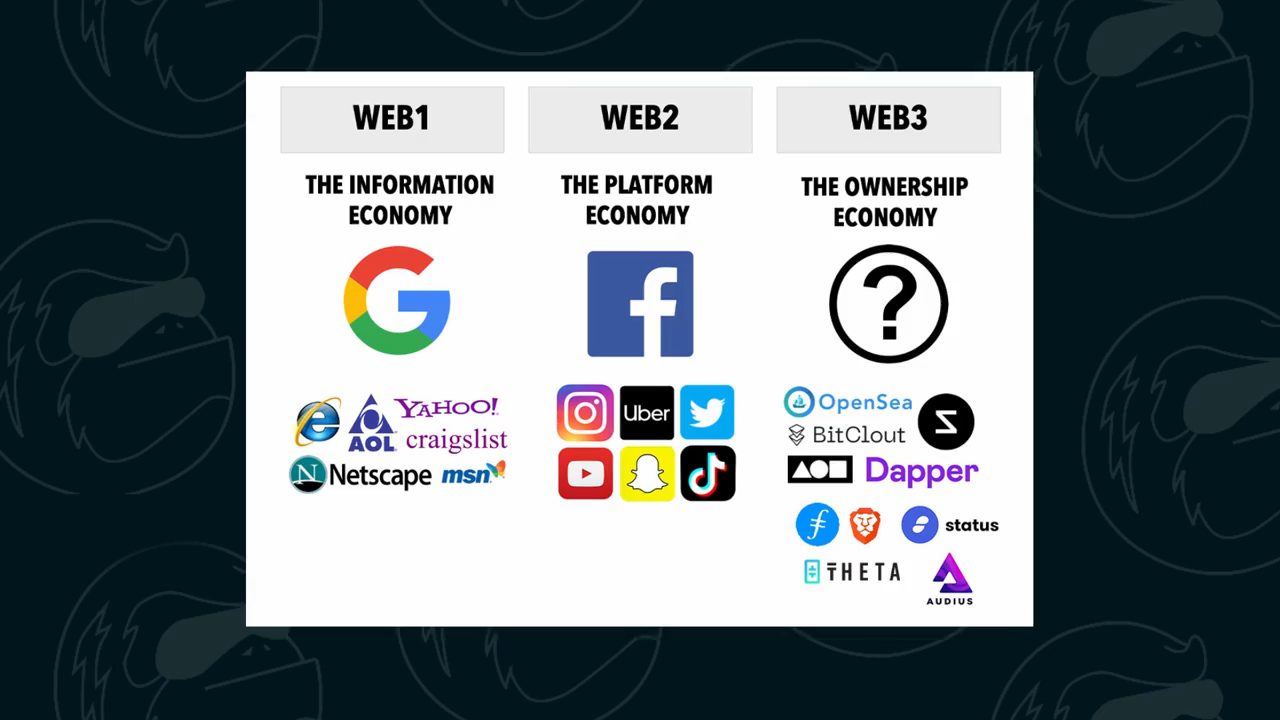 WEB1
THE INFORMATION
ECONOMY
YAHOO!
AOL
craigslist
Netscape
msn
WEB2
THE PLATFORM
ECONOMY
Uber
WEB3
THE OWNERSHIP
ECONOMY
?
OpenSea
BitClout
Dapper
status
THETA
AUDIUS